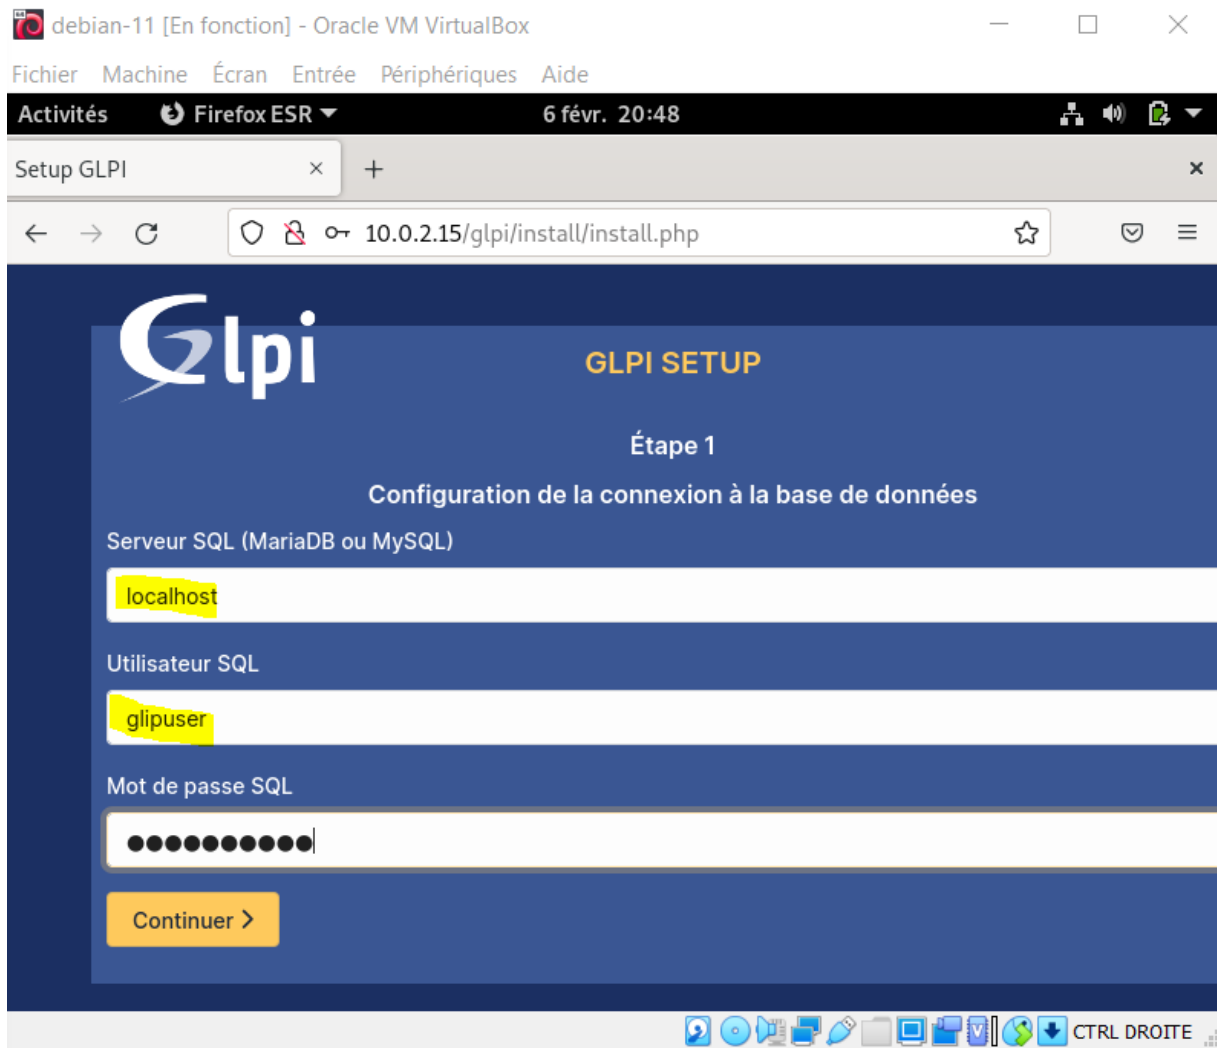 debian-11 [En fonction] - Oracle VM VirtualBox
Fichier Machine Écran Entrée Périphériques Aide
Activités Firefox ESR 6 févr. 20:48
Setup GLPI
10.0.2.15/glpi/install/install.php
Glpi
GLPI SETUP
Étape 1
Configuration de la connexion à la base de données
Serveur SQL (MariaDB ou MySQL)
localhost
Utilisateur SQL
glipuser
Mot de passe SQL
●●●●●●●●●●
Continuer
CTRL DROITE